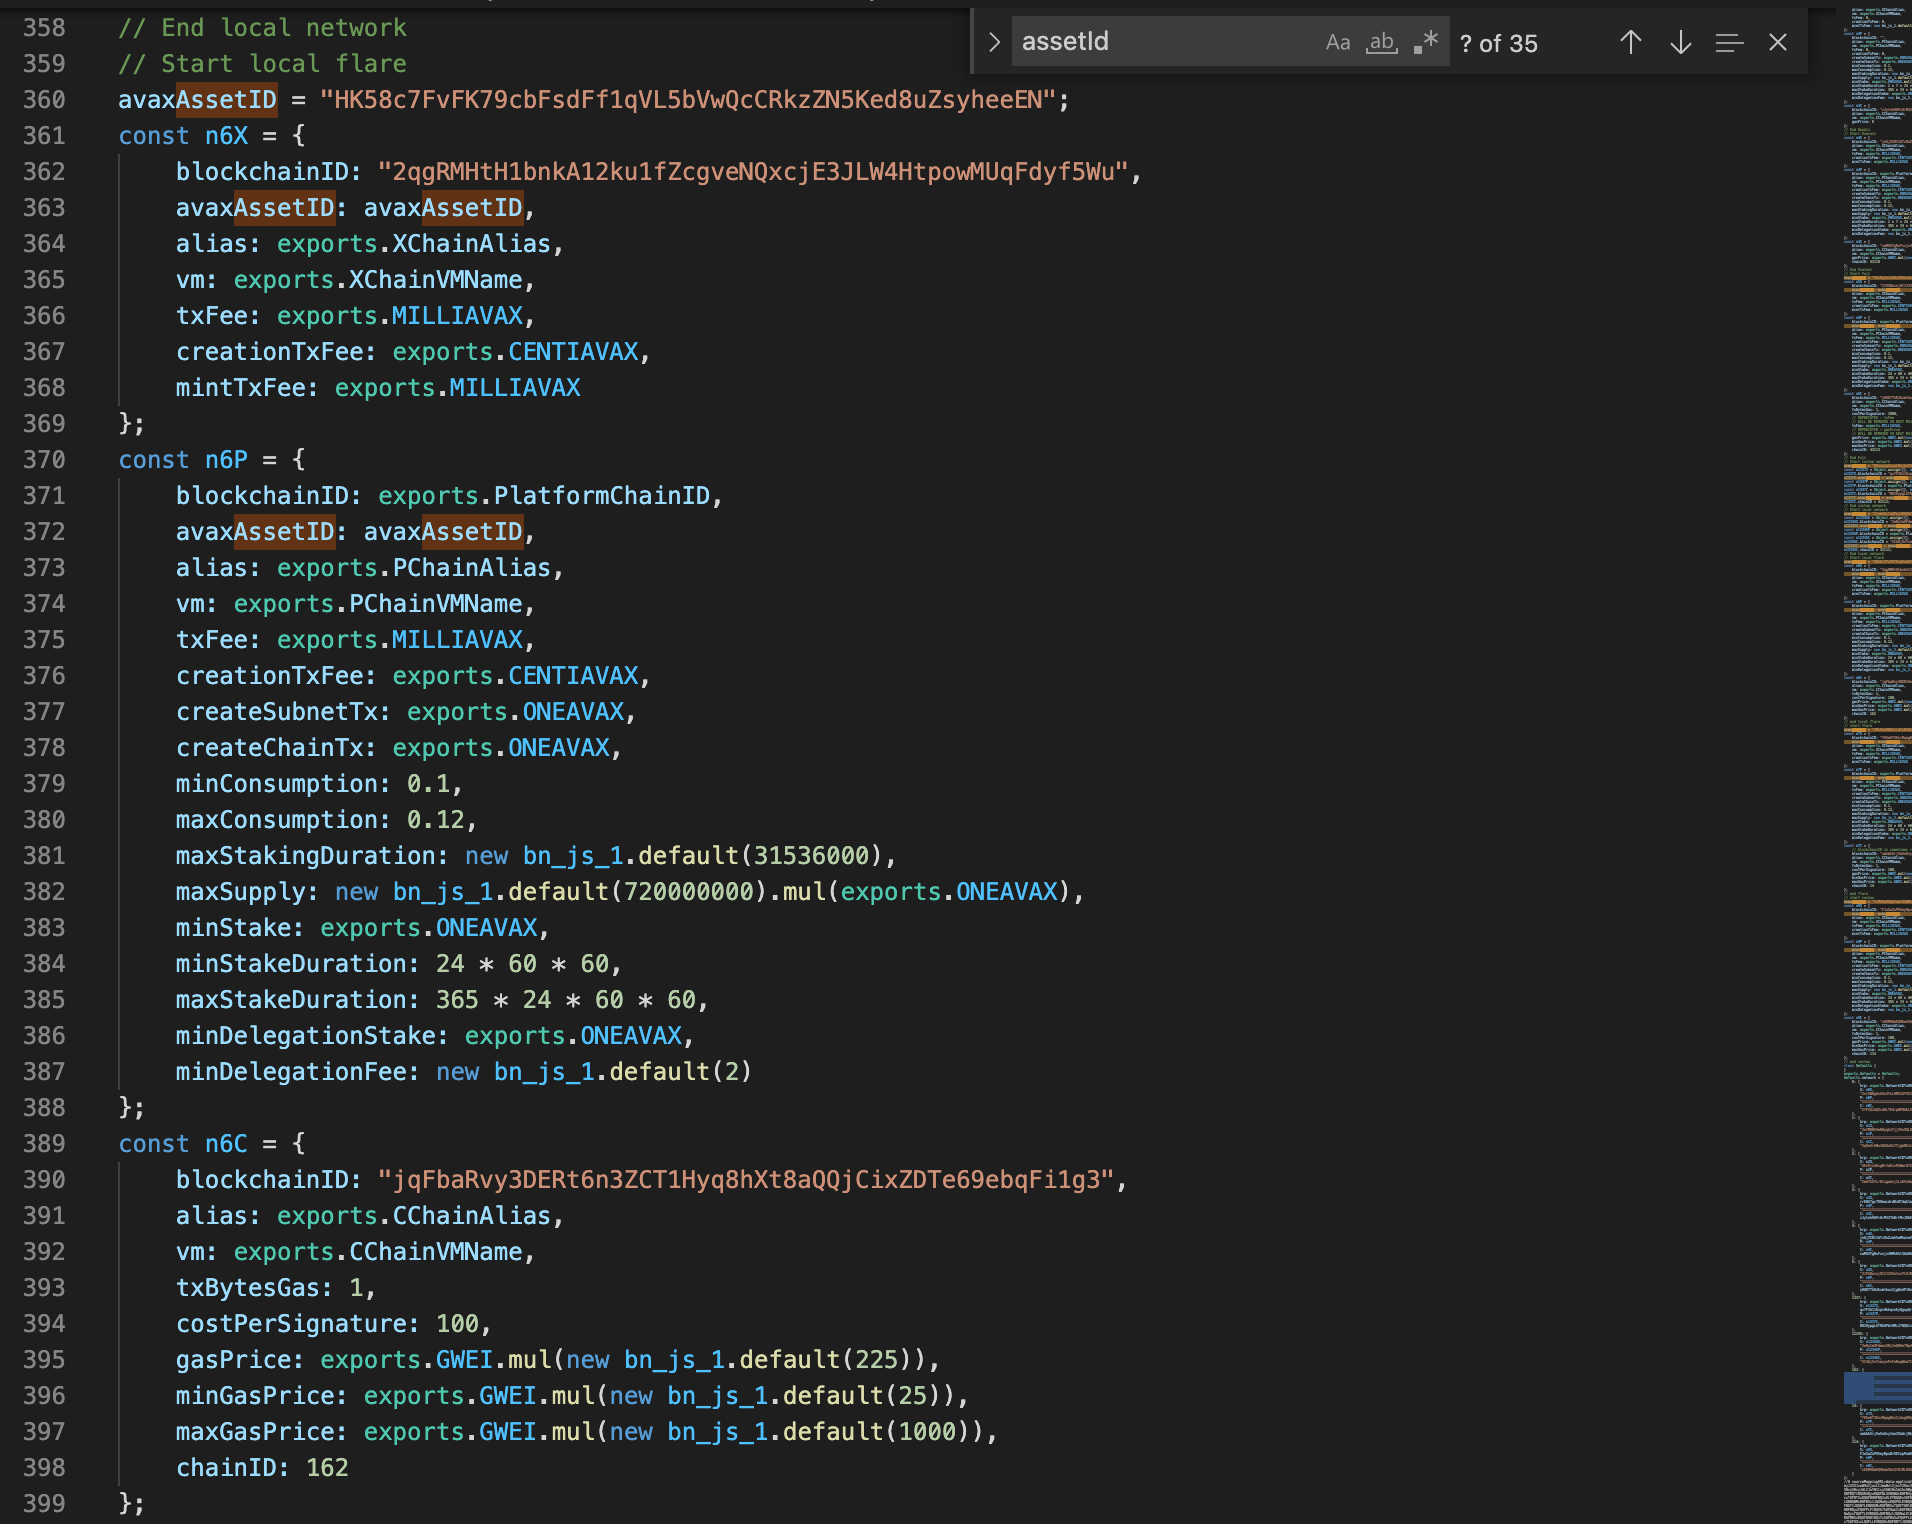 assetId
Aa
ab
.*
? of 35
358 // End local network
359 // Start local flare
360 avaxAssetID = "HK58c7FvFK79cbFsdFf1qVL5bVwQcCRkzZN5Ked8uZsyheeEN";
361 const n6X = {
362 blockchainID: "2qgRMHtH1bnkA12ku1fZcgveNQxcjE3JLW4HtpowMUqFdyf5Wu",
363 avaxAssetID: avaxAssetID,
364 alias: exports.XChainAlias,
365 vm: exports.XChainVMName,
366 txFee: exports.MILLIAVAX,
367 creationTxFee: exports.CENTIAVAX,
368 mintTxFee: exports.MILLIAVAX
369 };
370 const n6P = {
371 blockchainID: exports.PlatformChainID,
372 avaxAssetID: avaxAssetID,
373 alias: exports.PChainAlias,
374 vm: exports.PChainVMName,
375 txFee: exports.MILLIAVAX,
376 creationTxFee: exports.CENTIAVAX,
377 createSubnetTx: exports.ONEAVAX,
378 createChainTx: exports.ONEAVAX,
379 minConsumption: 0.1,
380 maxConsumption: 0.12,
381 maxStakingDuration: new bn_js_1.default(31536000),
382 maxSupply: new bn_js_1.default(720000000).mul(exports.ONEAVAX),
383 minStake: exports.ONEAVAX,
384 minStakeDuration: 24 * 60 * 60,
385 maxStakeDuration: 365 * 24 * 60 * 60,
386 minDelegationStake: exports.ONEAVAX,
387 minDelegationFee: new bn_js_1.default(2)
388 };
389 const n6C = {
390 blockchainID: "jqFbaRvy3DERt6n3ZCT1Hyq8hXt8aQQjCixZDTe69ebqFi1g3",
391 alias: exports.CChainAlias,
392 vm: exports.CChainVMName,
393 txBytesGas: 1,
394 costPerSignature: 100,
395 gasPrice: exports.GWEI.mul(new bn_js_1.default(225)),
396 minGasPrice: exports.GWEI.mul(new bn_js_1.default(25)),
397 maxGasPrice: exports.GWEI.mul(new bn_js_1.default(1000)),
398 chainID: 162
399 };